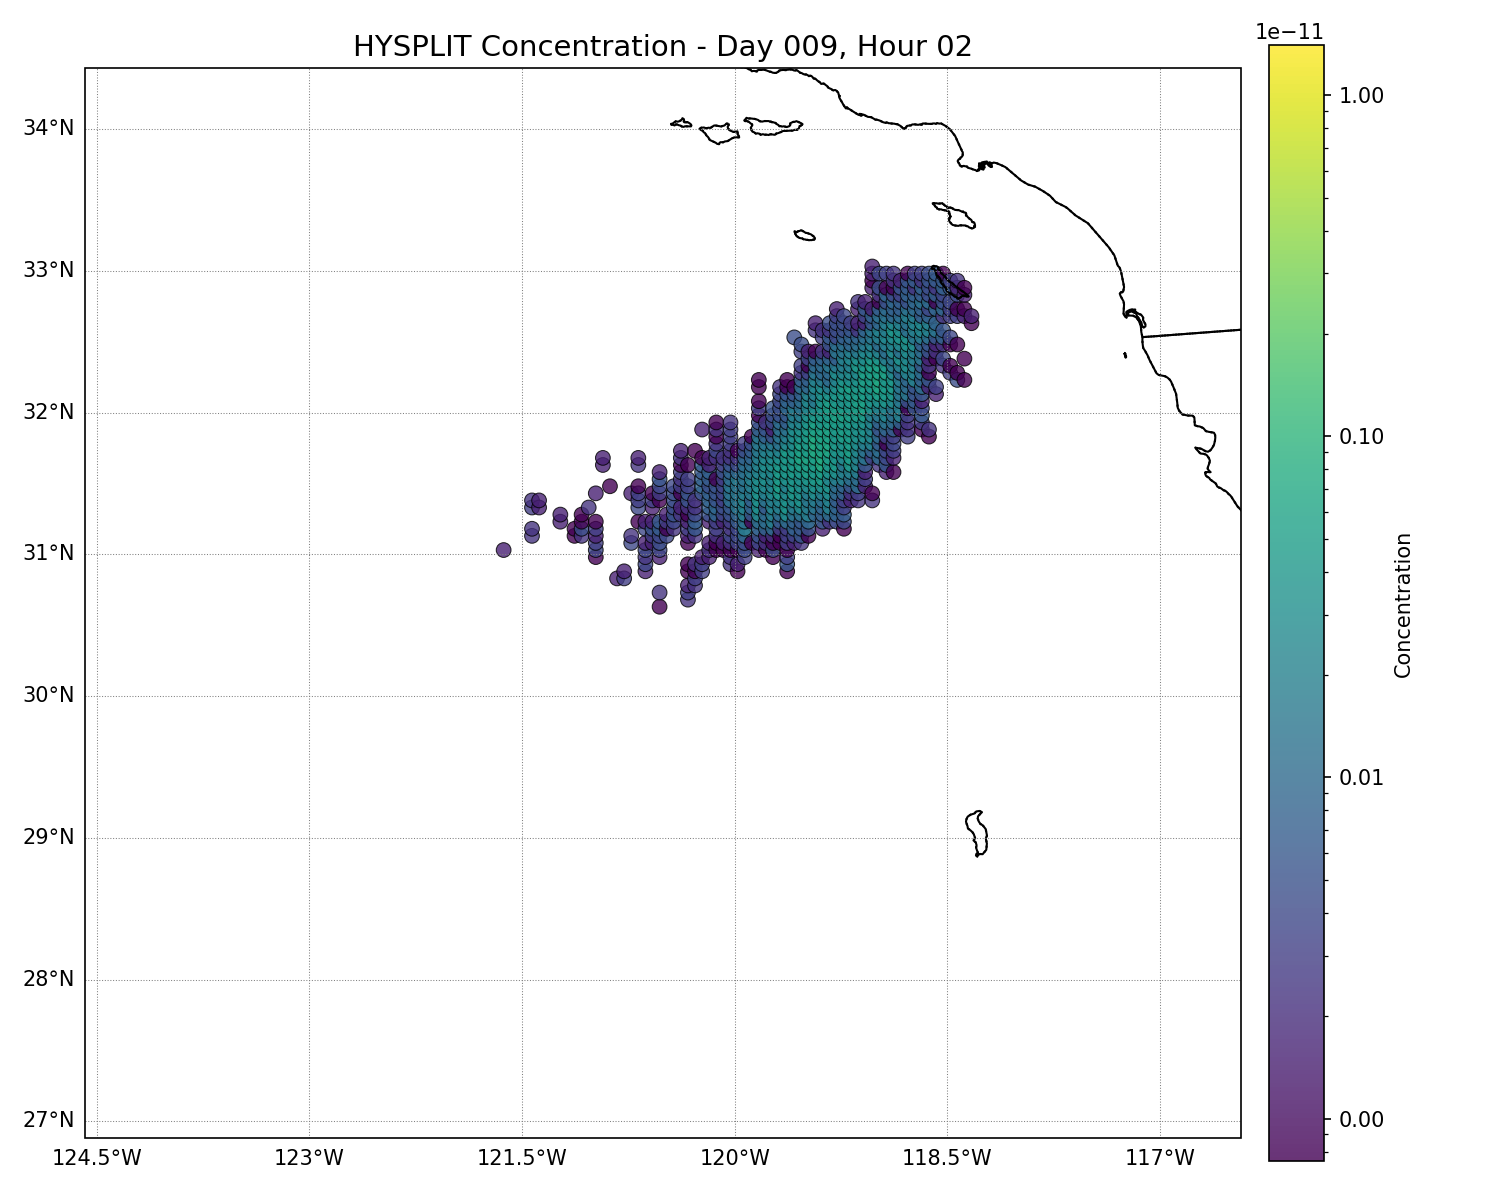 HYSPLIT Concentration - Day 009, Hour 02
1e−11
34°N
33°N
32°N
31°N
30°N
29°N
28°N
27°N
124.5°W
123°W
121.5°W
120°W
118.5°W
117°W
1.00
0.10
0.01
0.00
Concentration